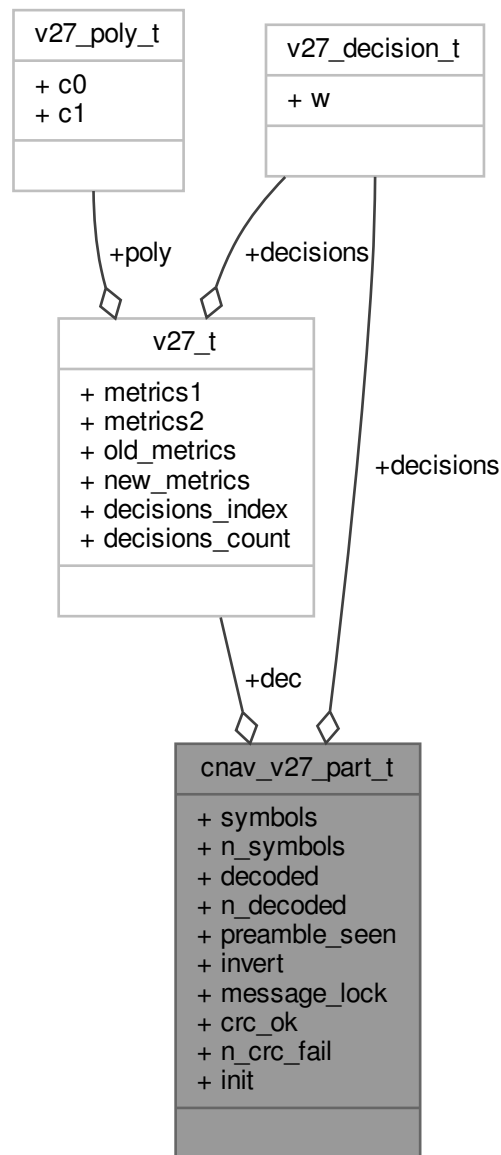 v27_poly_t
+ c0
+ c1
v27_decision_t
+ w
+poly
+decisions
v27_t
+ metrics1
+ metrics2
+ old_metrics
+ new_metrics
+ decisions_index
+ decisions_count
+decisions
+dec
cnav_v27_part_t
+ symbols
+ n_symbols
+ decoded
+ n_decoded
+ preamble_seen
+ invert
+ message_lock
+ crc_ok
+ n_crc_fail
+ init